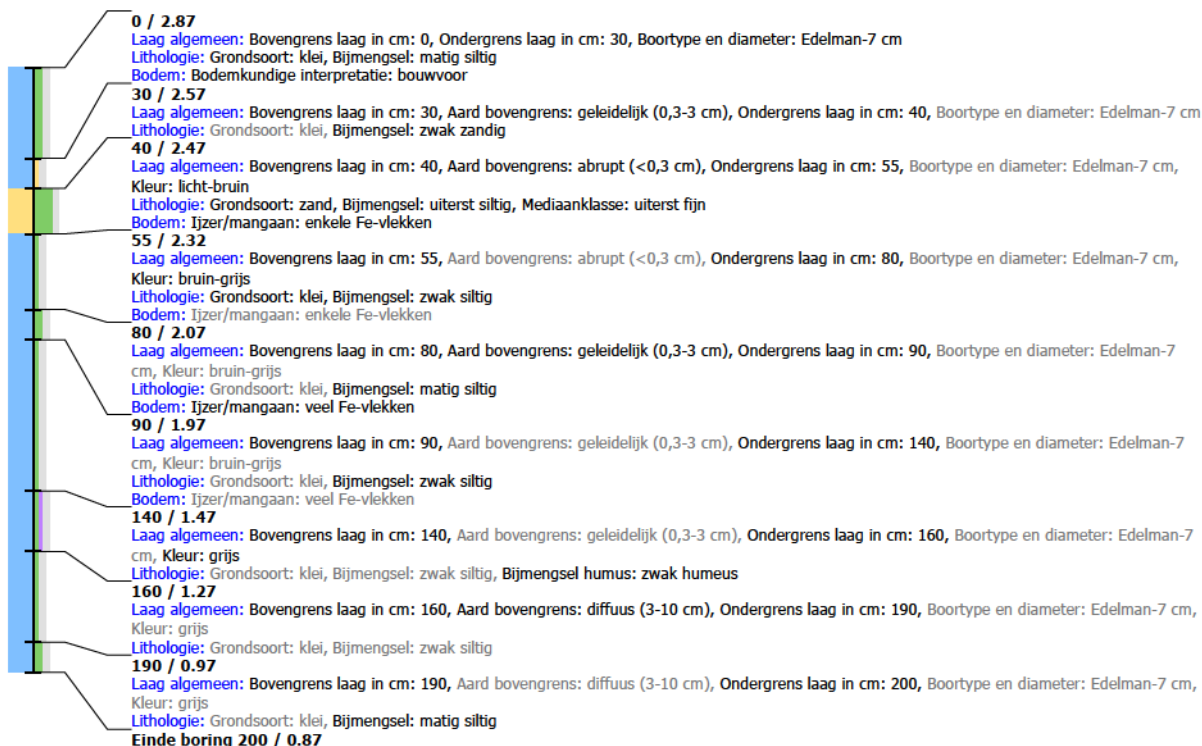 0 / 2.87
Laag algemeen: Bovengrens laag in cm: 0, Ondergrens laag in cm: 30, Boortype en diameter: Edelman-7 cm
Lithologie: Grondsoort: klei, Bijmengsel: matig siltig
Bodem: Bodemkundige interpretatie: bouwvoor
30 / 2.57
Laag algemeen: Bovengrens laag in cm: 30, Aard bovengrens: geleidelijk (0,3-3 cm), Ondergrens laag in cm: 40, Boortype en diameter: Edelman-7 cm
Lithologie: Grondsoort: klei, Bijmengsel: zwak zandig
40 / 2.47
Laag algemeen: Bovengrens laag in cm: 40, Aard bovengrens: abrupt (<0,3 cm), Ondergrens laag in cm: 55, Boortype en diameter: Edelman-7 cm,
Kleur: licht-bruin
Lithologie: Grondsoort: zand, Bijmengsel: uiterst siltig, Mediaanklasse: uiterst fijn
Bodem: Ijzer/mangaan: enkele Fe-vlekken
55 / 2.32
Laag algemeen: Bovengrens laag in cm: 55, Aard bovengrens: abrupt (<0,3 cm), Ondergrens laag in cm: 80, Boortype en diameter: Edelman-7 cm,
Kleur: bruin-grijs
Lithologie: Grondsoort: klei, Bijmengsel: zwak siltig
Bodem: Ijzer/mangaan: enkele Fe-vlekken
80 / 2.07
Laag algemeen: Bovengrens laag in cm: 80, Aard bovengrens: geleidelijk (0,3-3 cm), Ondergrens laag in cm: 90, Boortype en diameter: Edelman-7
cm, Kleur: bruin-grijs
Lithologie: Grondsoort: klei, Bijmengsel: matig siltig
Bodem: Ijzer/mangaan: veel Fe-vlekken
90 / 1.97
Laag algemeen: Bovengrens laag in cm: 90, Aard bovengrens: geleidelijk (0,3-3 cm), Ondergrens laag in cm: 140, Boortype en diameter: Edelman-7
cm, Kleur: bruin-grijs
Lithologie: Grondsoort: klei, Bijmengsel: zwak siltig
Bodem: Ijzer/mangaan: veel Fe-vlekken
140 / 1.47
Laag algemeen: Bovengrens laag in cm: 140, Aard bovengrens: geleidelijk (0,3-3 cm), Ondergrens laag in cm: 160, Boortype en diameter: Edelman-7
cm, Kleur: grijs
Lithologie: Grondsoort: klei, Bijmengsel: zwak siltig, Bijmengsel humus: zwak humeus
160 / 1.27
Laag algemeen: Bovengrens laag in cm: 160, Aard bovengrens: diffuus (3-10 cm), Ondergrens laag in cm: 190, Boortype en diameter: Edelman-7 cm,
Kleur: grijs
Lithologie: Grondsoort: klei, Bijmengsel: zwak siltig
190 / 0.97
Laag algemeen: Bovengrens laag in cm: 190, Aard bovengrens: diffuus (3-10 cm), Ondergrens laag in cm: 200, Boortype en diameter: Edelman-7 cm,
Kleur: grijs
Lithologie: Grondsoort: klei, Bijmengsel: matig siltig
Einde boring 200 / 0.87